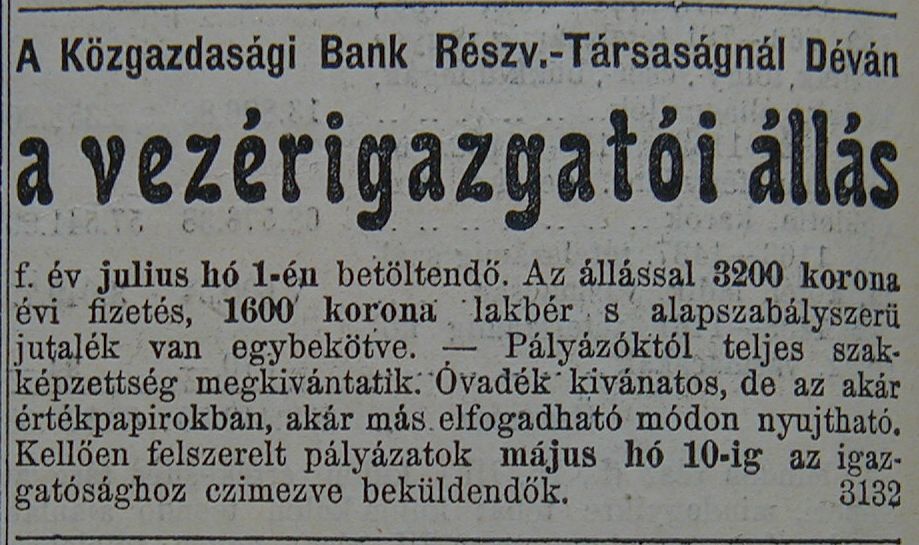 A Közgazdasági Bank Részv.-Társaságnál Déván
a vezérigazgatói állás
f. év julius hó 1-én betöltendő. Az állással 3200 korona
évi fizetés, 1600 korona lakbér s alapszabályszerü
jutalék van egybekötve. — Pályázóktól teljes szak-
képzettség megkivántatik. Óvadék kivánatos, de az akár
értékpapirokban, akár más elfogadható módon nyujtható.
Kellően felszerelt pályázatok május hó 10-ig az igaz-
gatósághoz czimezve beküldendők. 3132